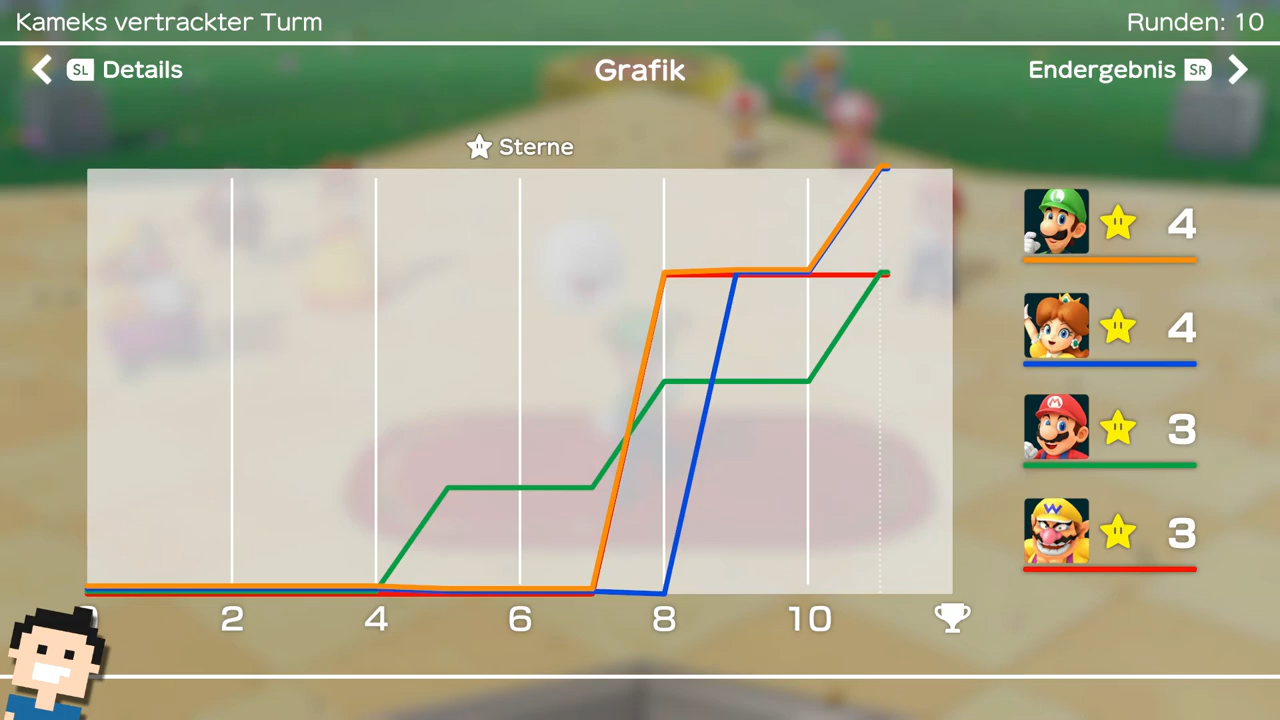 Kameks vertrackter Turm
Runden: 10
SL Details
Grafik
Endergebnis SR
Sterne
4
4
3
3
2 4 6 8 10